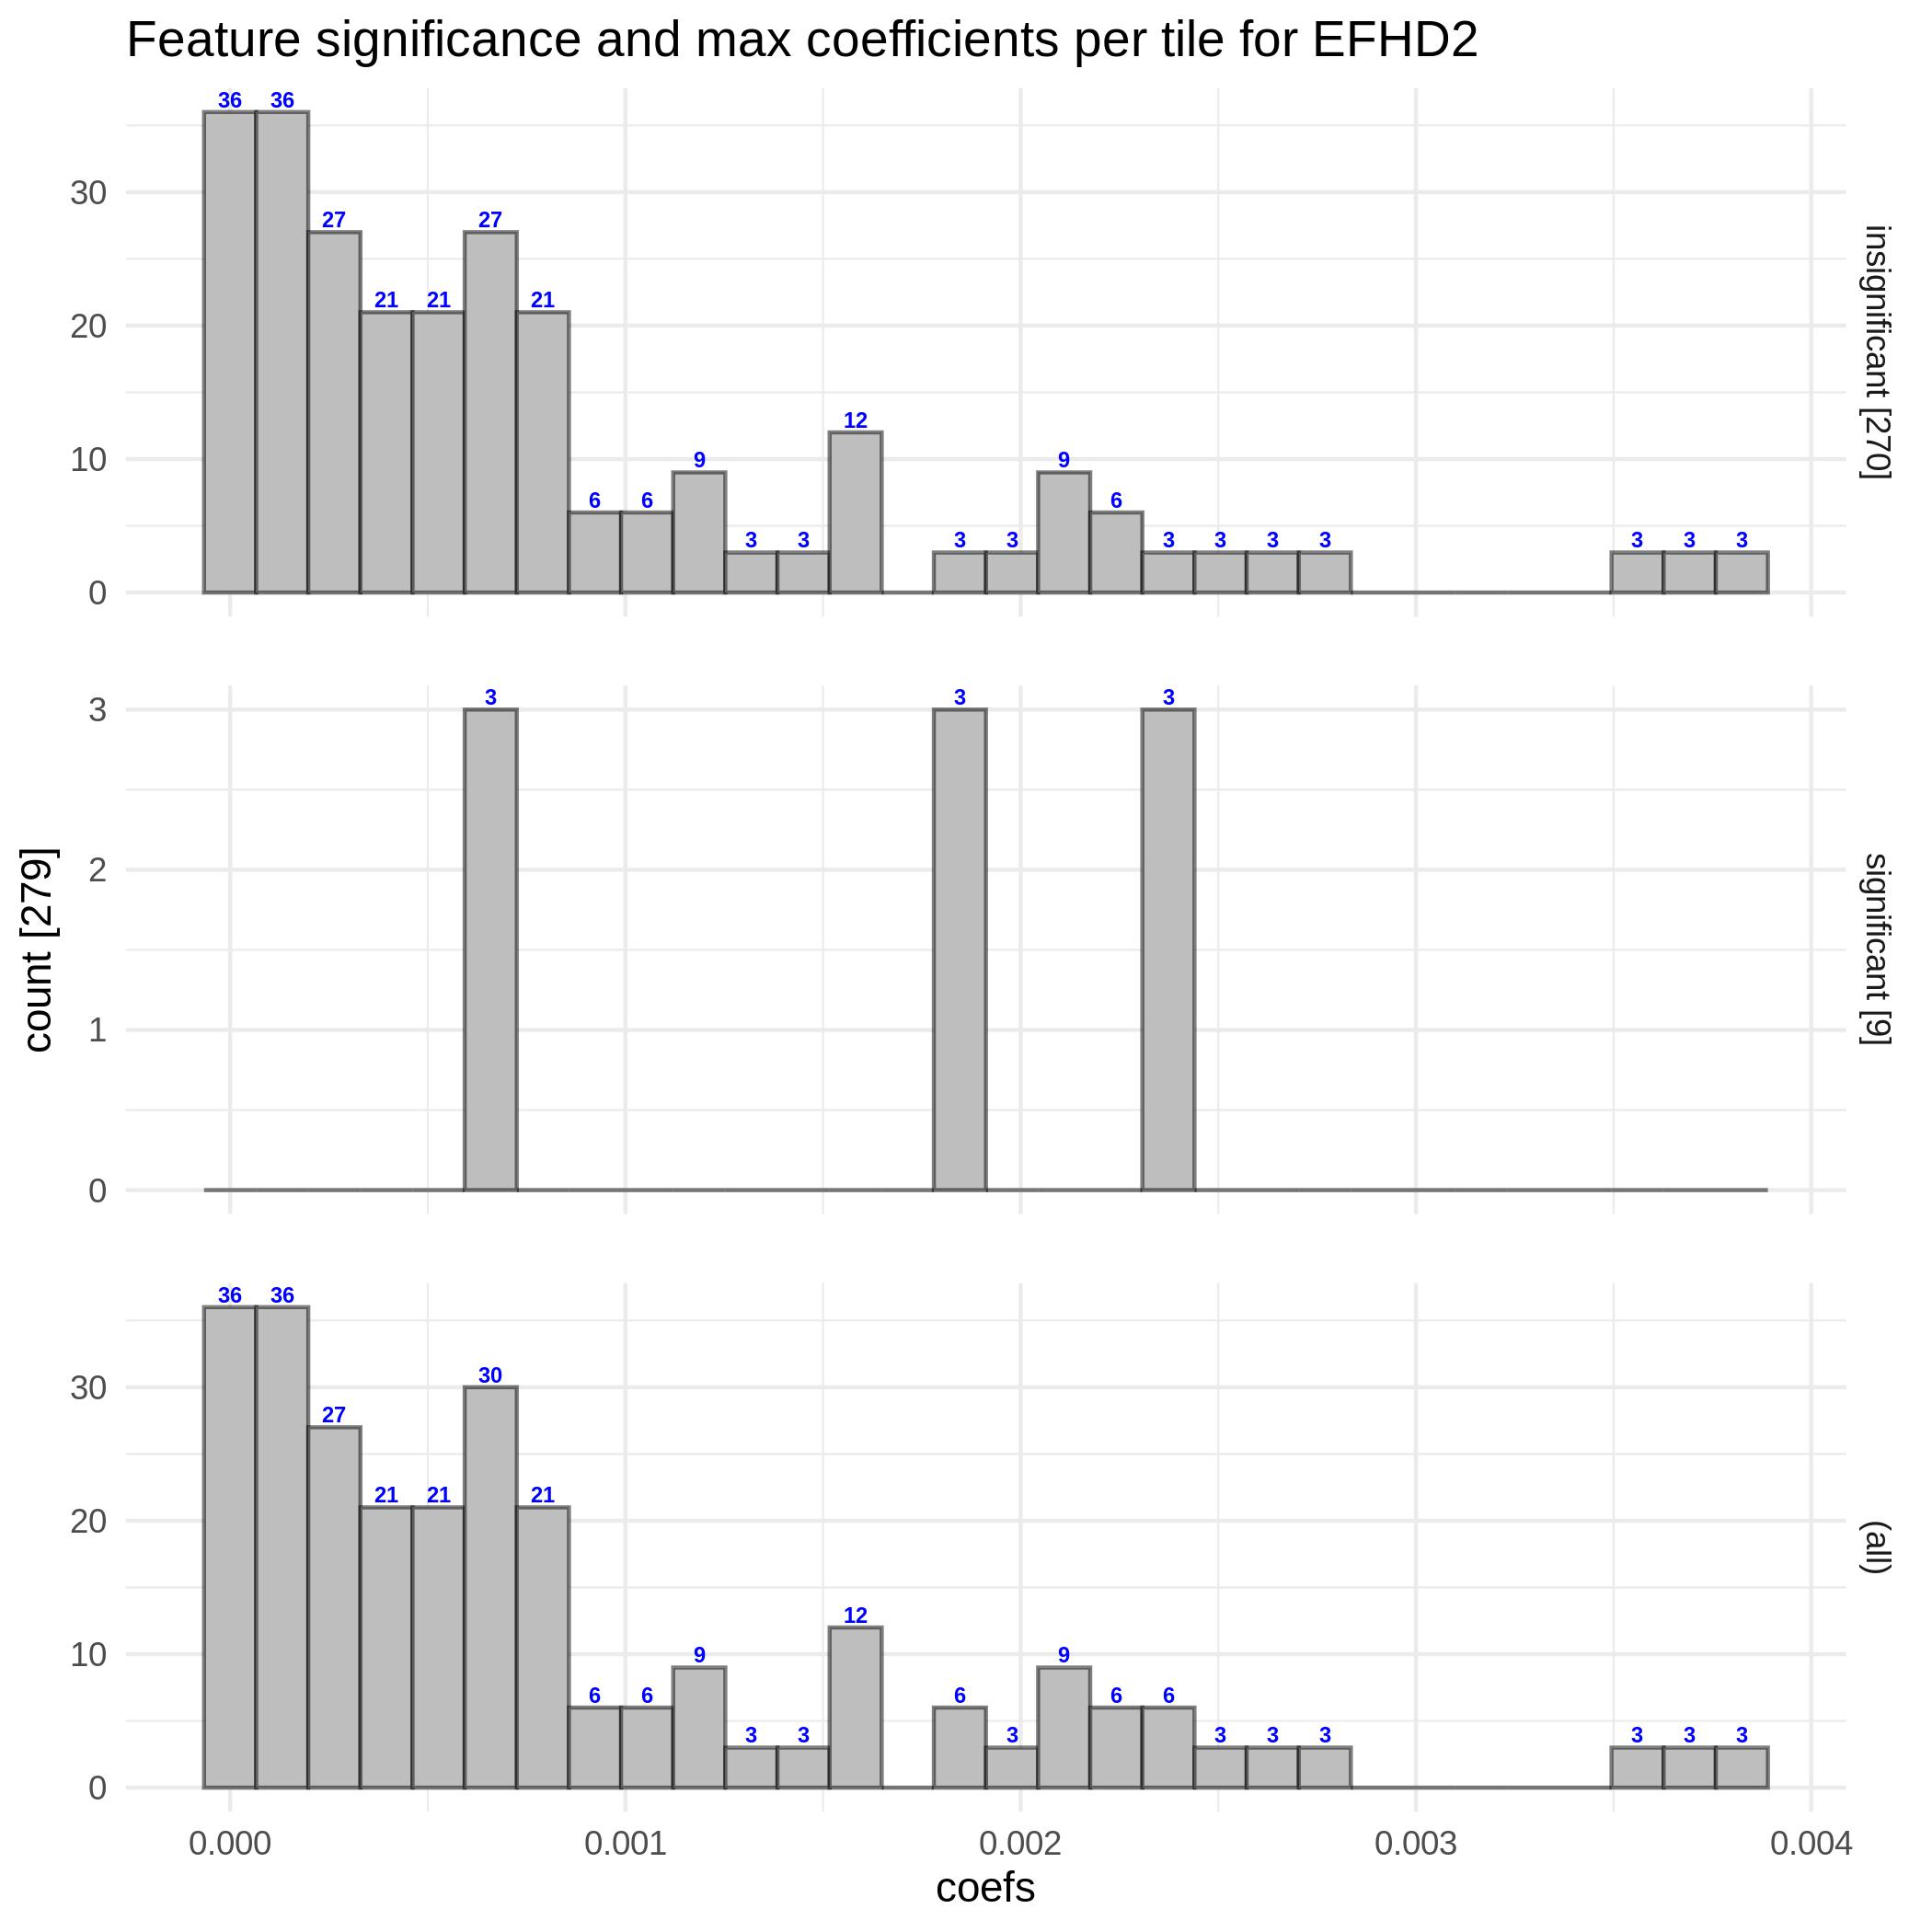 Feature significance and max coefficients per tile for EFHD2
36 36 27 21 21 27 21 6 6 9 3 3 12 3 3 9 6 3 3 3 3 3 3 3
30
20
10
0
insignificant [270]
3 3 3
3
2
1
0
significant [9]
count [279]
36 36 27 21 21 30 21 6 6 9 3 3 12 6 3 9 6 6 3 3 3 3 3 3
30
20
10
0
(all)
0.000 0.001 0.002 0.003 0.004
coefs